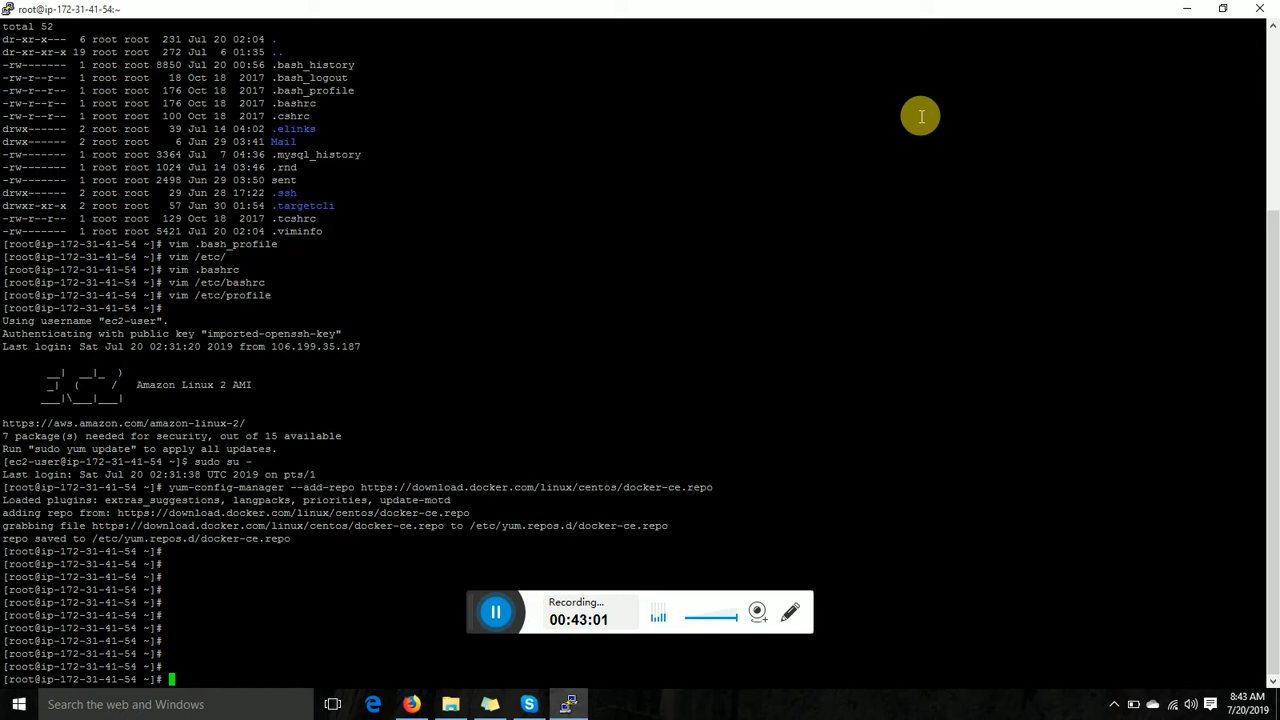 root@ip-172-31-41-54:~
total 52
dr-xr-x---  6 root root  231 Jul 20 02:04 .
dr-xr-xr-x 19 root root  272 Jul  6 01:35 ..
-rw-------  1 root root 8850 Jul 20 00:56 .bash_history
-rw-r--r--  1 root root   18 Oct 18  2017 .bash_logout
-rw-r--r--  1 root root  176 Oct 18  2017 .bash_profile
-rw-r--r--  1 root root  176 Oct 18  2017 .bashrc
-rw-r--r--  1 root root  100 Oct 18  2017 .cshrc
drwx------  2 root root   39 Jul 14 04:02 .elinks
drwx------  2 root root    6 Jun 29 03:41 Mail
-rw-------  1 root root 3364 Jul  7 04:36 .mysql_history
-rw-------  1 root root 1024 Jul 14 03:46 .rnd
-rw-------  1 root root 2498 Jun 29 03:50 sent
drwx------  2 root root   29 Jun 28 17:22 .ssh
drwxr-xr-x  2 root root   57 Jun 30 01:54 .targetcli
-rw-r--r--  1 root root  129 Oct 18  2017 .tcshrc
-rw-------  1 root root 5421 Jul 20 02:04 .viminfo
[root@ip-172-31-41-54 ~]# vim .bash_profile
[root@ip-172-31-41-54 ~]# vim /etc/
[root@ip-172-31-41-54 ~]# vim .bashrc
[root@ip-172-31-41-54 ~]# vim /etc/bashrc
[root@ip-172-31-41-54 ~]# vim /etc/profile
[root@ip-172-31-41-54 ~]#
Using username "ec2-user".
Authenticating with public key "imported-openssh-key"
Last login: Sat Jul 20 02:31:20 2019 from 106.199.35.187
       __|  __|_  )
       _|  (     /   Amazon Linux 2 AMI
      ___|\___|___|
https://aws.amazon.com/amazon-linux-2/
7 package(s) needed for security, out of 15 available
Run "sudo yum update" to apply all updates.
[ec2-user@ip-172-31-41-54 ~]$ sudo su -
Last login: Sat Jul 20 02:31:38 UTC 2019 on pts/1
[root@ip-172-31-41-54 ~]# yum-config-manager --add-repo https://download.docker.com/linux/centos/docker-ce.repo
Loaded plugins: extras_suggestions, langpacks, priorities, update-motd
adding repo from: https://download.docker.com/linux/centos/docker-ce.repo
grabbing file https://download.docker.com/linux/centos/docker-ce.repo to /etc/yum.repos.d/docker-ce.repo
repo saved to /etc/yum.repos.d/docker-ce.repo
[root@ip-172-31-41-54 ~]#
[root@ip-172-31-41-54 ~]#
[root@ip-172-31-41-54 ~]#
[root@ip-172-31-41-54 ~]#
[root@ip-172-31-41-54 ~]#
[root@ip-172-31-41-54 ~]#
[root@ip-172-31-41-54 ~]#
[root@ip-172-31-41-54 ~]#
[root@ip-172-31-41-54 ~]#
[root@ip-172-31-41-54 ~]#
[root@ip-172-31-41-54 ~]#
Recording...
00:43:01
Search the web and Windows
8:43 AM
7/20/2019